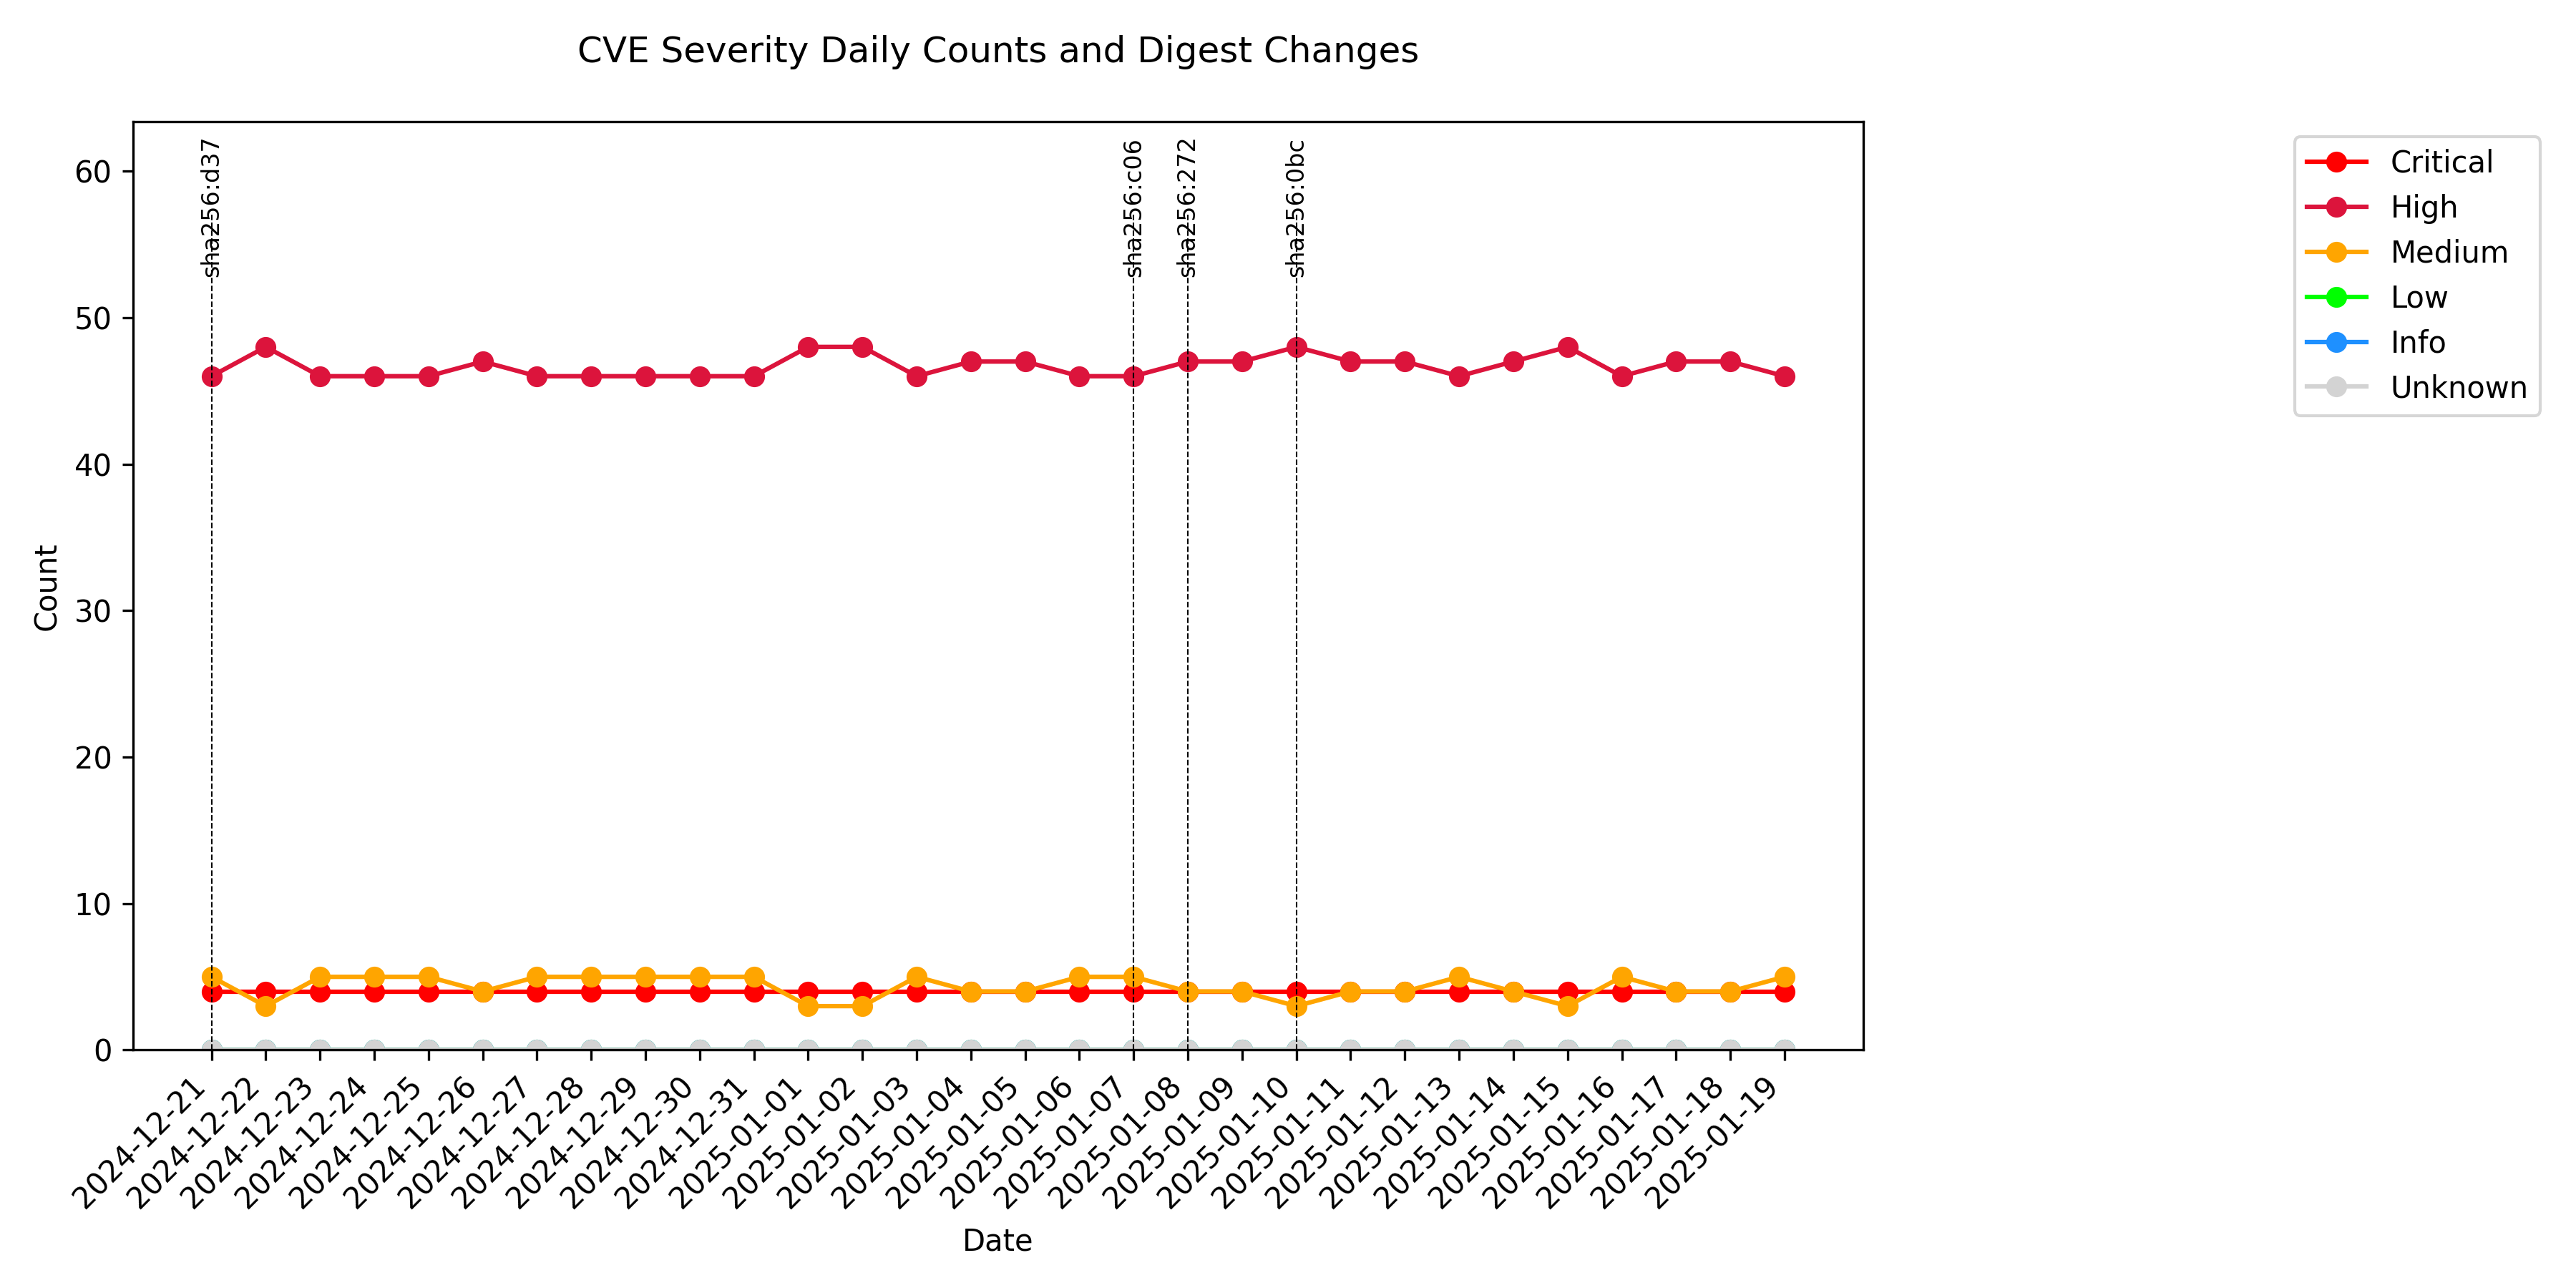 CVE Severity Daily Counts and Digest Changes
sha256:d37
sha256:c06
sha256:272
sha256:0bc
Critical
High
Medium
Low
Info
Unknown
Count
60
50
40
30
20
10
0
2024-12-21
2024-12-22
2024-12-23
2024-12-24
2024-12-25
2024-12-26
2024-12-27
2024-12-28
2024-12-29
2024-12-30
2024-12-31
2025-01-01
2025-01-02
2025-01-03
2025-01-04
2025-01-05
2025-01-06
2025-01-07
2025-01-08
2025-01-09
2025-01-10
2025-01-11
2025-01-12
2025-01-13
2025-01-14
2025-01-15
2025-01-16
2025-01-17
2025-01-18
2025-01-19
Date